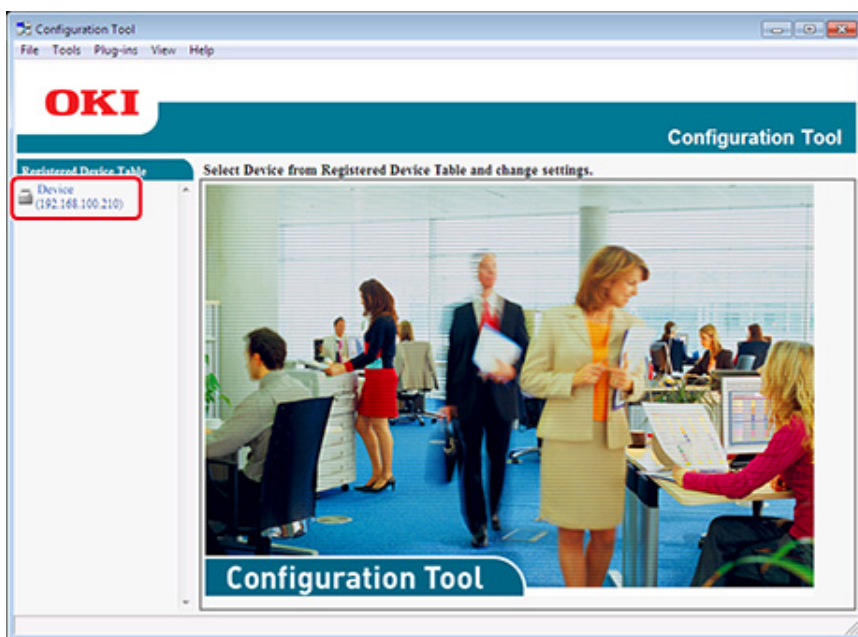 Configuration Tool
File Tools Plug-ins View Help
OKI
Configuration Tool
Registered Device Table
Select Device from Registered Device Table and change settings.
Device
(192.168.100.210)
Configuration Tool